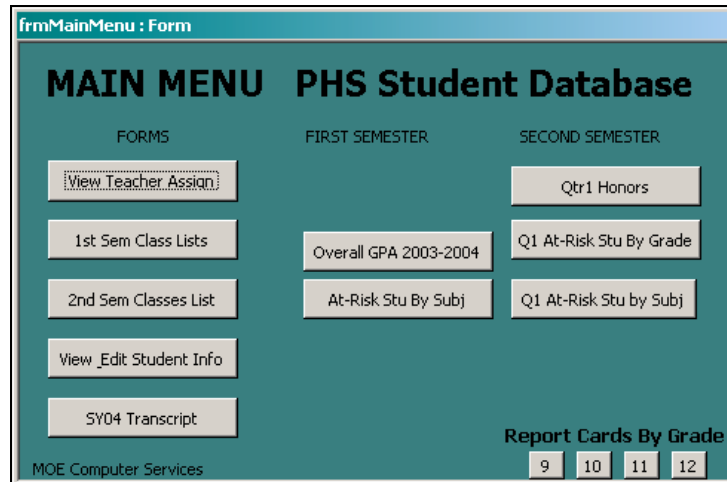 frmMainMenu : Form
MAIN MENU PHS Student Database
FORMS FIRST SEMESTER SECOND SEMESTER
View Teacher Assign
Qtr1 Honors
1st Sem Class Lists
Overall GPA 2003-2004
Q1 At-Risk Stu By Grade
2nd Sem Classes List
At-Risk Stu By Subj
Q1 At-Risk Stu by Subj
View _Edit Student Info
SY04 Transcript
Report Cards By Grade
MOE Computer Services
9 10 11 12